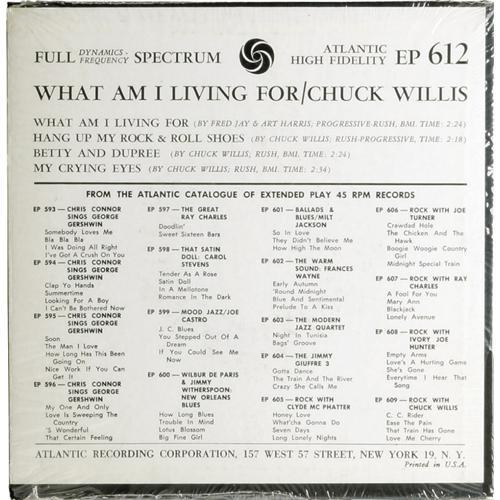 FULL DYNAMICS - FREQUENCY SPECTRUM
ATLANTIC HIGH FIDELITY EP 612
WHAT AM I LIVING FOR/CHUCK WILLIS
WHAT AM I LIVING FOR (BY FRED JAY & ART HARRIS; PROGRESSIVE-RUSH, BMI. TIME: 2:24)
HANG UP MY ROCK & ROLL SHOES (BY CHUCK WILLIS; RUSH-PROGRESSIVE, TIME: 2:18)
BETTY AND DUPREE (BY CHUCK WILLIS; RUSH, BMI. TIME: 2:24)
MY CRYING EYES (BY CHUCK WILLIS; RUSH, BMI. TIME: 2:34)
FROM THE ATLANTIC CATALOGUE OF EXTENDED PLAY 45 RPM RECORDS
EP 593 — CHRIS CONNOR
SINGS GEORGE
GERSHWIN
Somebody Loves Me
Bla Bla Bla
I Was Doing All Right
I've Got A Crush On You
EP 594 — CHRIS CONNOR
SINGS GEORGE
GERSHWIN
Clap Yo Hands
Summertime
Looking For A Boy
I Can't Be Bothered Now
EP 595 — CHRIS CONNOR
SINGS GEORGE
GERSHWIN
Soon
The Man I Love
How Long Has This Been
Going On
Nice Work If You Can
Get It
EP 596 — CHRIS CONNOR
SINGS GEORGE
GERSHWIN
My One And Only
Love Is Sweeping The
Country
'S Wonderful
That Certain Feeling
EP 597 — THE GREAT
RAY CHARLES
Doodlin'
Sweet Sixteen Bars
EP 598 — THAT SATIN
DOLL: CAROL
STEVENS
Tender As A Rose
Satin Doll
In A Mellotone
Romance In The Dark
EP 599 — MOOD JAZZ/JOE
CASTRO
J. C. Blues
You Stepped Out Of A
Dream
If You Could See Me
Now
EP 600 — WILBUR DE PARIS
& JIMMY
WITHERSPOON:
NEW ORLEANS
BLUES
How Long Blues
Trouble In Mind
Lotus Blossom
Big Fine Girl
EP 601 — BALLADS &
BLUES/MILT
JACKSON
So In Love
They Didn't Believe Me
How High The Moon
EP 602 — THE WARM
SOUND: FRANCES
WAYNE
Early Autumn
'Round Midnight
Blue And Sentimental
Prelude To A Kiss
EP 603 — THE MODERN
JAZZ QUARTET
Night In Tunisia
Bags' Groove
EP 604 — THE JIMMY
GIUFFRE 3
Gotta Dance
The Train And The River
Crazy She Calls Me
EP 605 — ROCK WITH
CLYDE MC PHATTER
Honey Love
What'cha Gonna Do
Seven Days
Long Lonely Nights
EP 606 — ROCK WITH JOE
TURNER
Crawdad Hole
The Chicken And The
Hawk
Boogie Woogie Country
Girl
Midnight Special Train
EP 607 — ROCK WITH RAY
CHARLES
A Fool For You
Mary Ann
Blackjack
Lonely Avenue
EP 608 — ROCK WITH
IVORY JOE
HUNTER
Empty Arms
Love's A Hurting Game
She's Gone
Everytime I Hear That
Song
EP 609 — ROCK WITH
CHUCK WILLIS
C. C. Rider
Ease The Pain
That Train Has Gone
Love Me Cherry
ATLANTIC RECORDING CORPORATION, 157 WEST 57 STREET, NEW YORK 19, N. Y.
Printed in U.S.A.